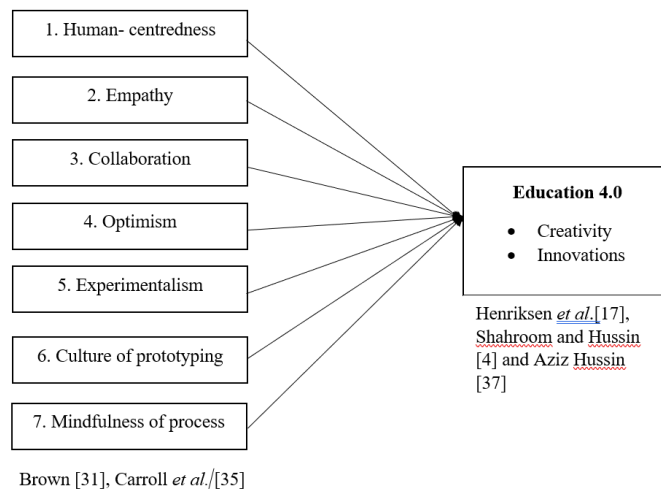 1. Human- centredness
2. Empathy
3. Collaboration
4. Optimism
5. Experimentalism
6. Culture of prototyping
7. Mindfulness of process
Brown [31], Carroll et al./[35]
Education 4.0
• Creativity
• Innovations
Henriksen et al.[17],
Shahroom and Hussin
[4] and Aziz Hussin
[37]